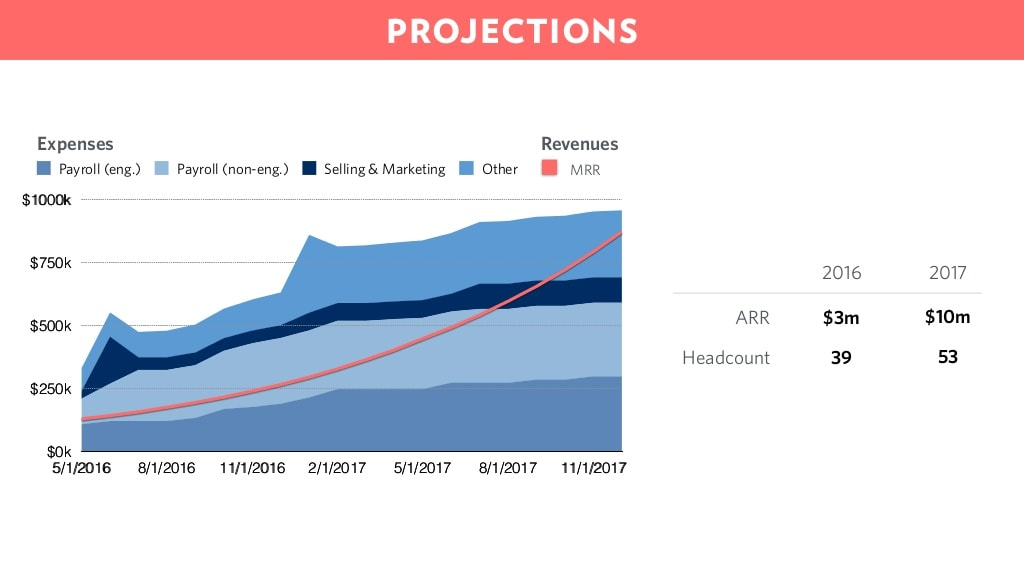 PROJECTIONS
Expenses
Revenues
Payroll (eng.) Payroll (non-eng.) Selling & Marketing Other MRR
$1000k
$750k
$500k
$250k
$0k
5/1/2016 8/1/2016 11/1/2016 2/1/2017 5/1/2017 8/1/2017 11/1/2017
2016 2017
ARR $3m $10m
Headcount 39 53